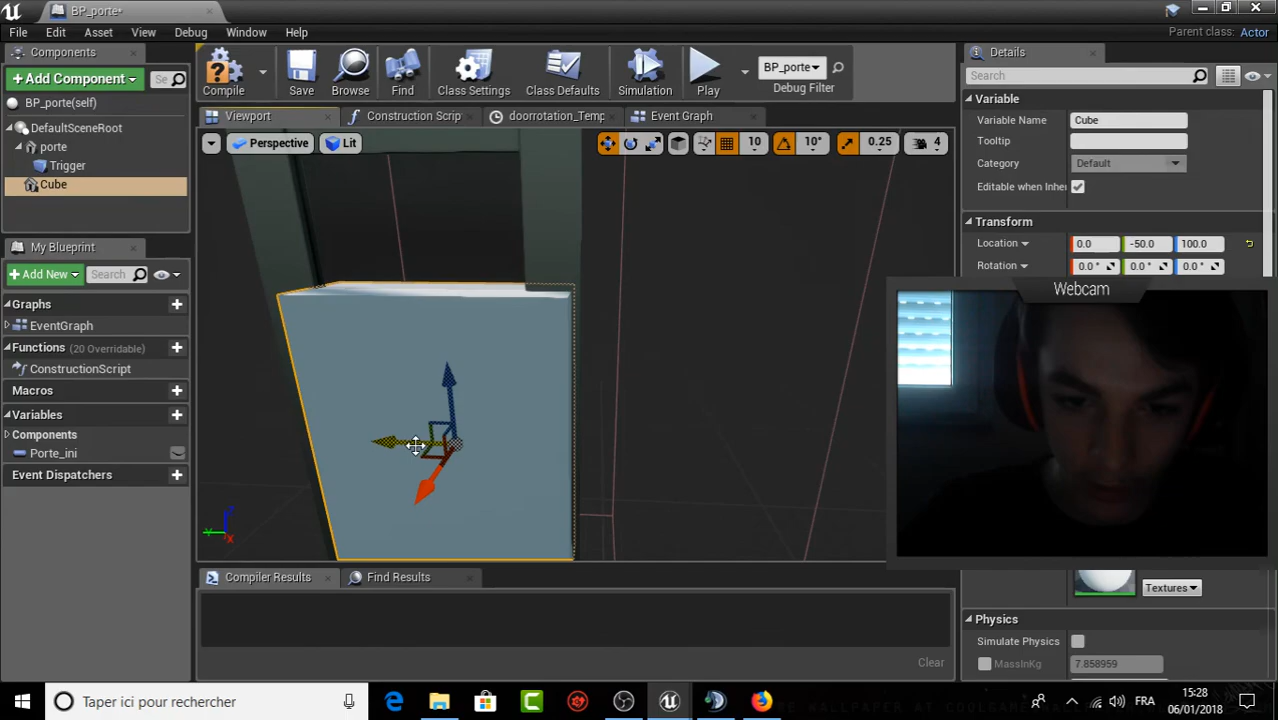 BP_porte*
File Edit Asset View Debug Window Help
Parent class: Actor
Components
+Add Component
Se
BP_porte(self)
DefaultSceneRoot
porte
Trigger
Cube
Compile
Save
Browse
Find
Class Settings
Class Defaults
Simulation
Play
BP_porte
Debug Filter
Viewport
Construction Scrip
doorrotation_Temp
Event Graph
Perspective
Lit
10
10°
0.25
4
My Blueprint
+Add New
Search
Graphs
EventGraph
Functions (20 Overridable)
ConstructionScript
Macros
Variables
Components
Porte_ini
Event Dispatchers
Details
Search
Variable
Variable Name Cube
Tooltip
Category Default
Editable when Inher
Transform
Location 0.0 -50.0 100.0
Rotation 0.0 ° 0.0 ° 0.0 °
Webcam
Textures
Physics
Simulate Physics
MassInKg 7.858959
Compiler Results
Find Results
Clear
Taper ici pour rechercher
FRA
15:28
06/01/2018